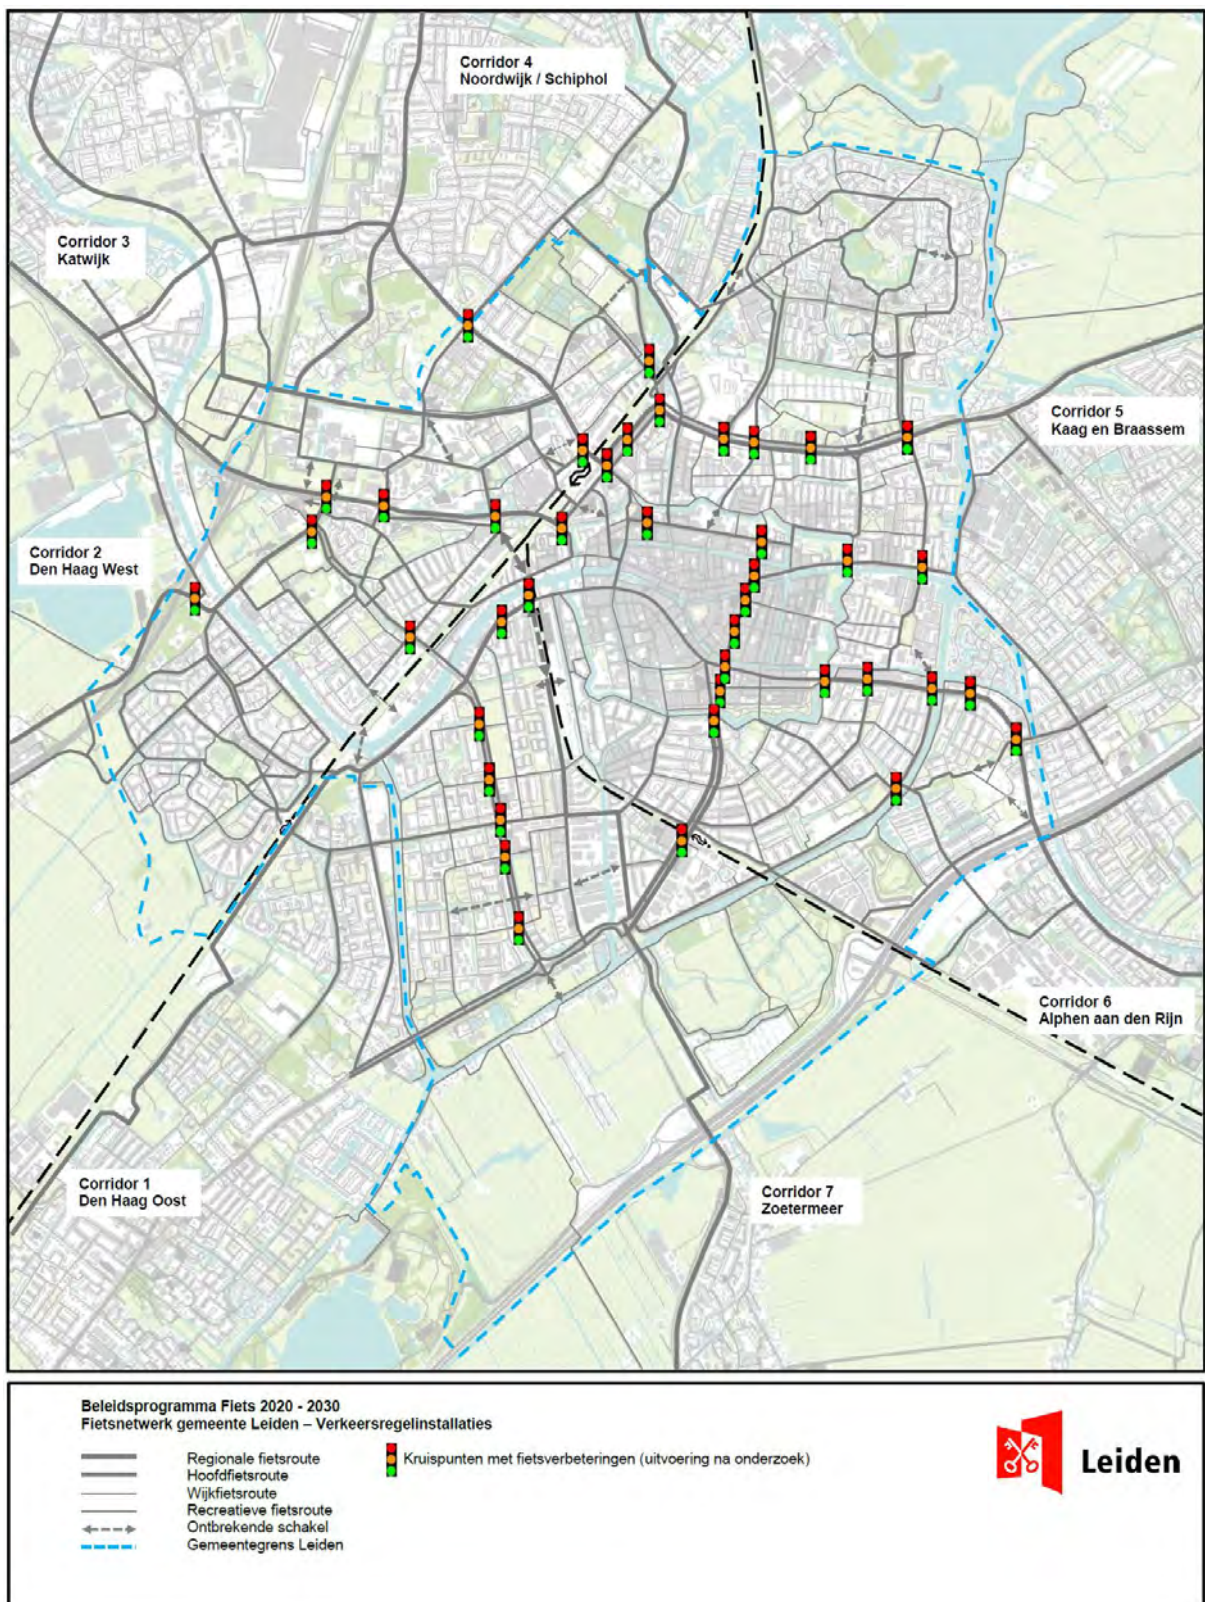 Corridor 4
Noordwijk / Schiphol
Corridor 3
Katwijk
Corridor 5
Kaag en Braassem
Corridor 2
Den Haag West
Corridor 6
Alphen aan den Rijn
Corridor 1
Den Haag Oost
Corridor 7
Zoetermeer
Beleidsprogramma Fiets 2020 - 2030
Fietsnetwerk gemeente Leiden – Verkeersregelinstallaties
Regionale fietsroute
Hoofdfietsroute
Wijkfietsroute
Recreatieve fietsroute
Ontbrekende schakel
Gemeentegrens Leiden
Kruispunten met fietsverbeteringen (uitvoering na onderzoek)
Leiden